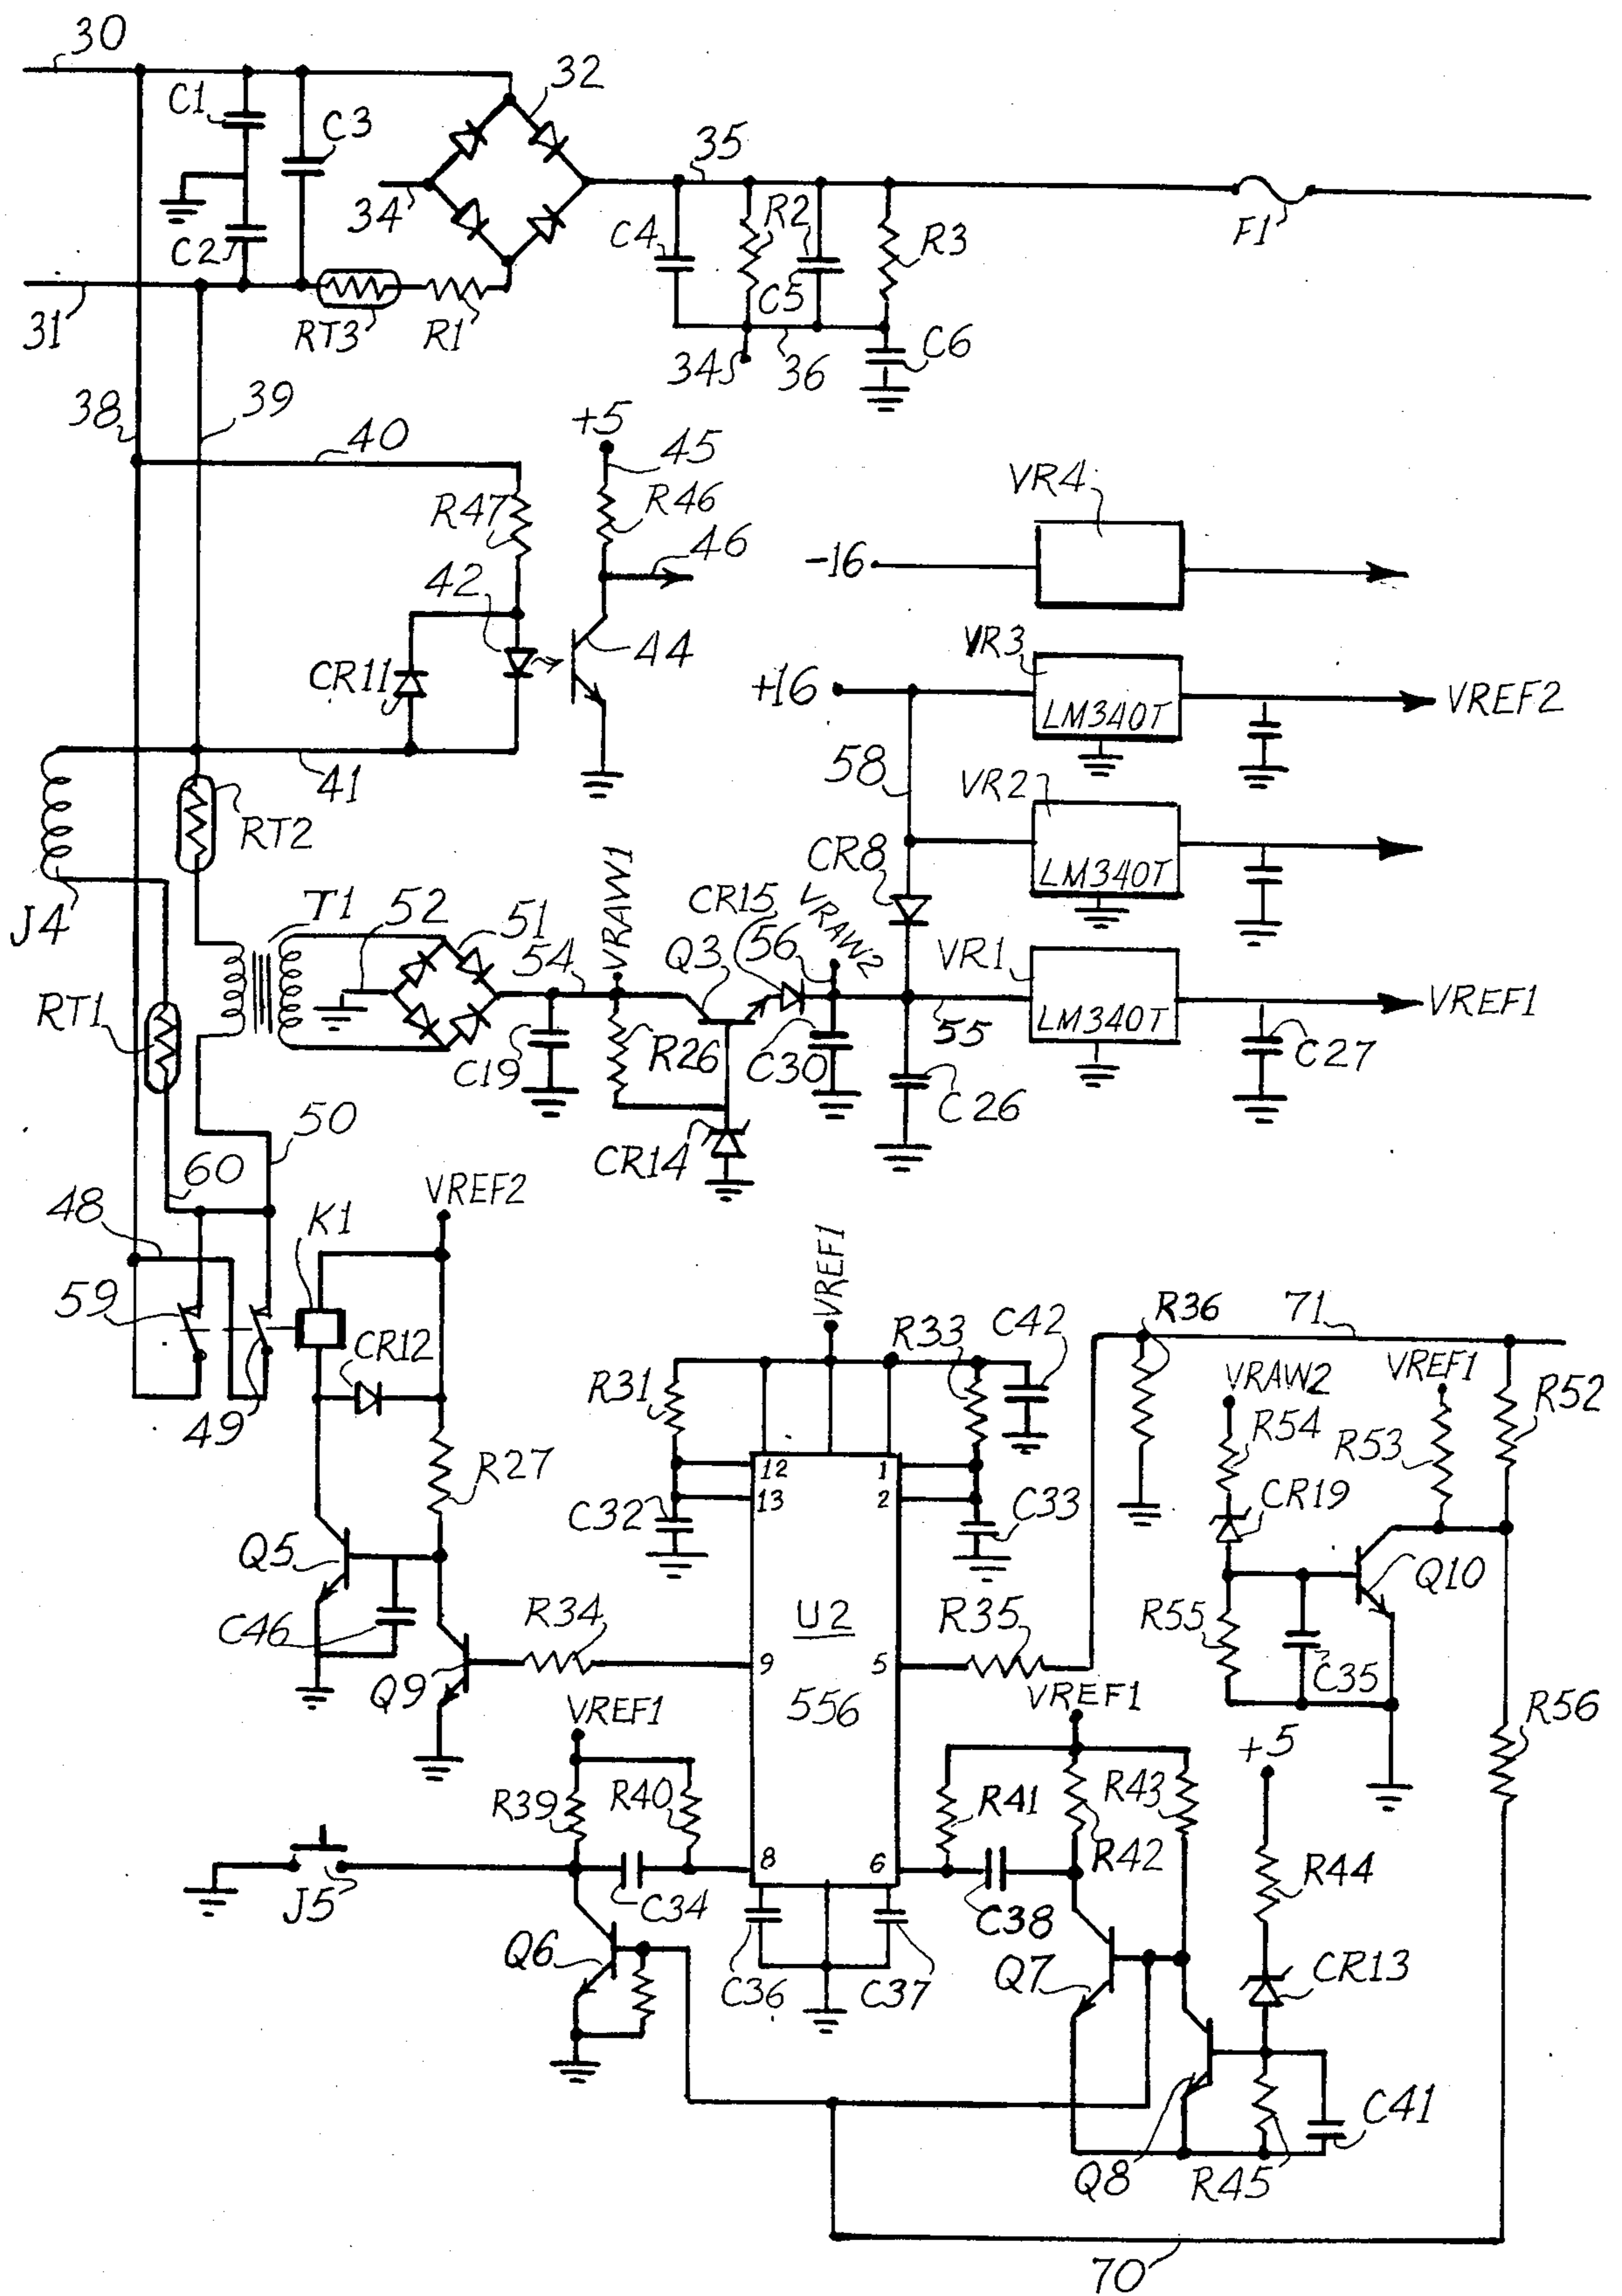 30
C1
C3
32
35
34
C4
R2
C5
R3
F1
C2
31
RT3
R1
34
36
C6
38
39
40
+5
45
R47
R46
46
VR4
-16
42
44
CR11
VR3
+16
LM340T
VREF2
41
58
VR2
RT2
CR8
LM340T
J4
T1
52
51
54
VRAW1
CR15
56
VRAW2
Q3
VR1
RT1
LM340T
VREF1
C19
R26
C30
55
C26
C27
50
CR14
60
VREF2
48
K1
59
CR12
49
VREF1
R33
C42
R36
71
R31
VRAW2
VREF1
R52
R54
R53
R27
12
1
13
2
C32
C33
CR19
Q5
Q10
C46
R34
U2
R35
R55
C35
Q9
9
5
556
VREF1
VREF1
R56
+5
R39
R40
R41
R42
R43
8
6
R44
J5
C34
C38
Q6
C36
C37
Q7
CR13
C41
Q8
R45
70